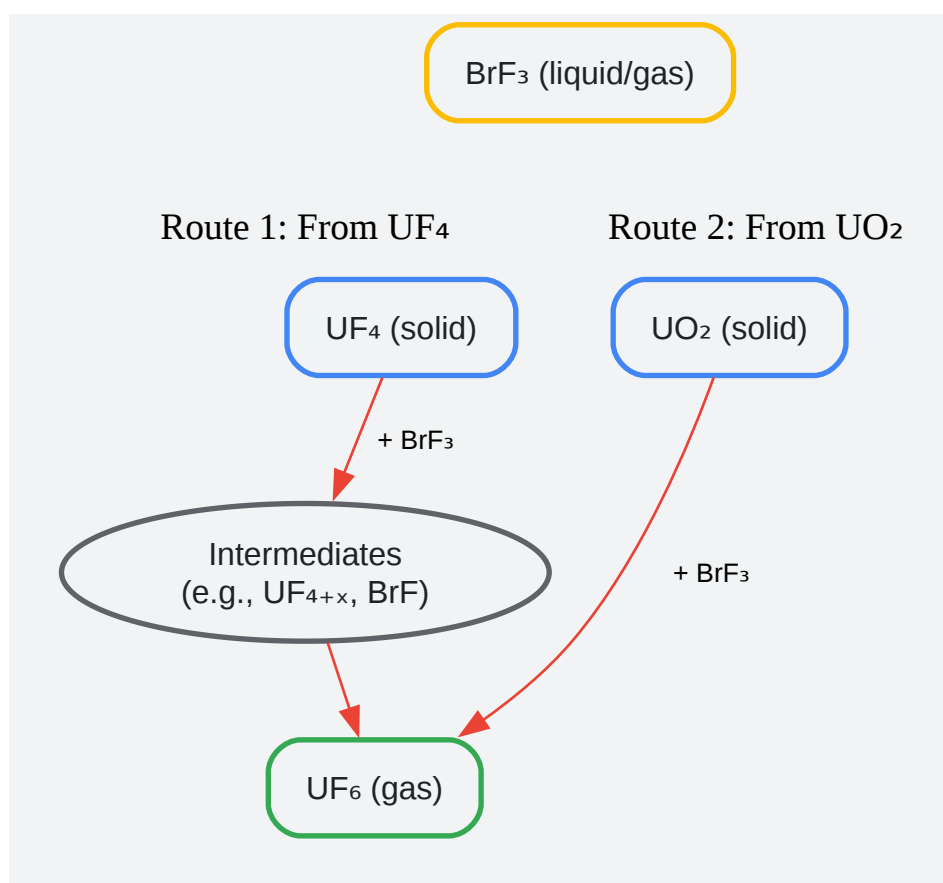 BrF₃ (liquid/gas)
Route 1: From UF₄
Route 2: From UO₂
UF₄ (solid)
UO₂ (solid)
+ BrF₃
Intermediates
(e.g., UF₄₊ₓ, BrF)
+ BrF₃
UF₆ (gas)